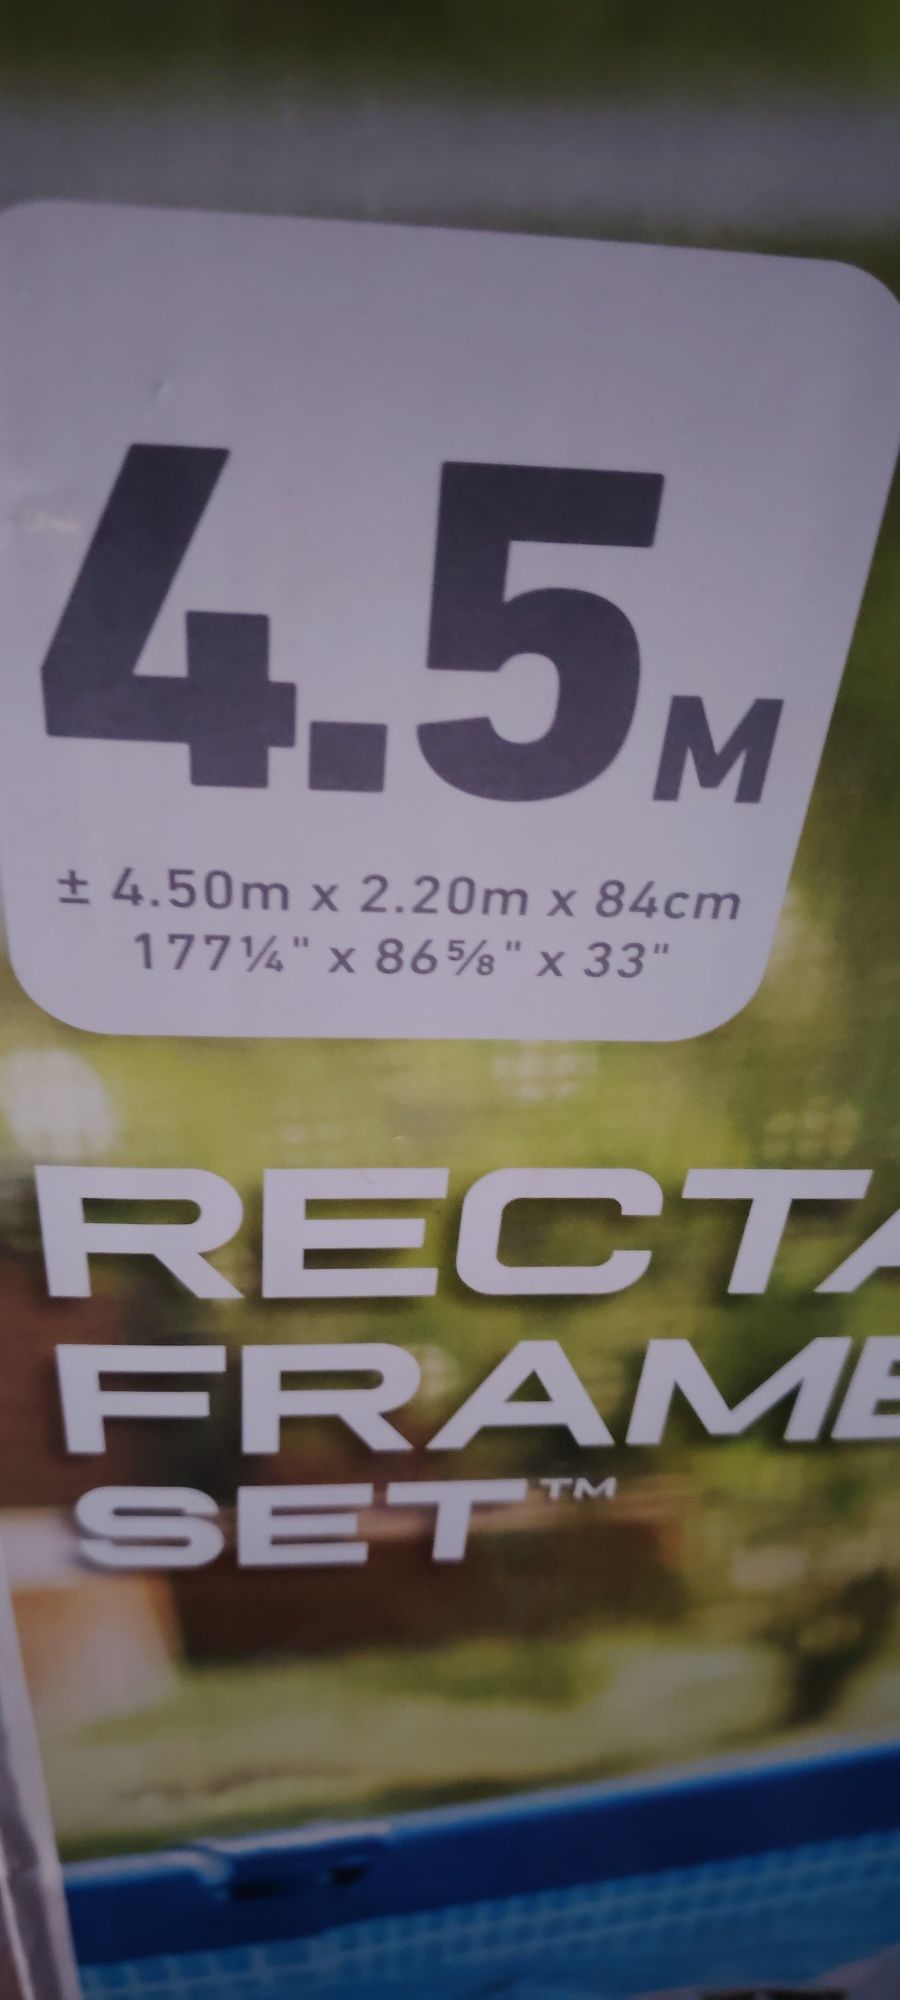 4.5M
± 4.50m x 2.20m x 84cm
177¼" x 86⅝" x 33"
RECTA
FRAME
SET™